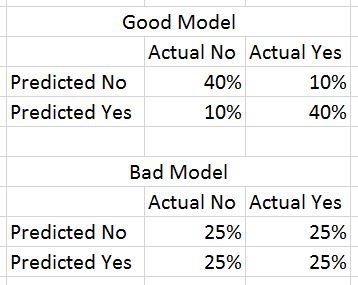 Good Model
Actual No Actual Yes
Predicted No 40% 10%
Predicted Yes 10% 40%
Bad Model
Actual No Actual Yes
Predicted No 25% 25%
Predicted Yes 25% 25%